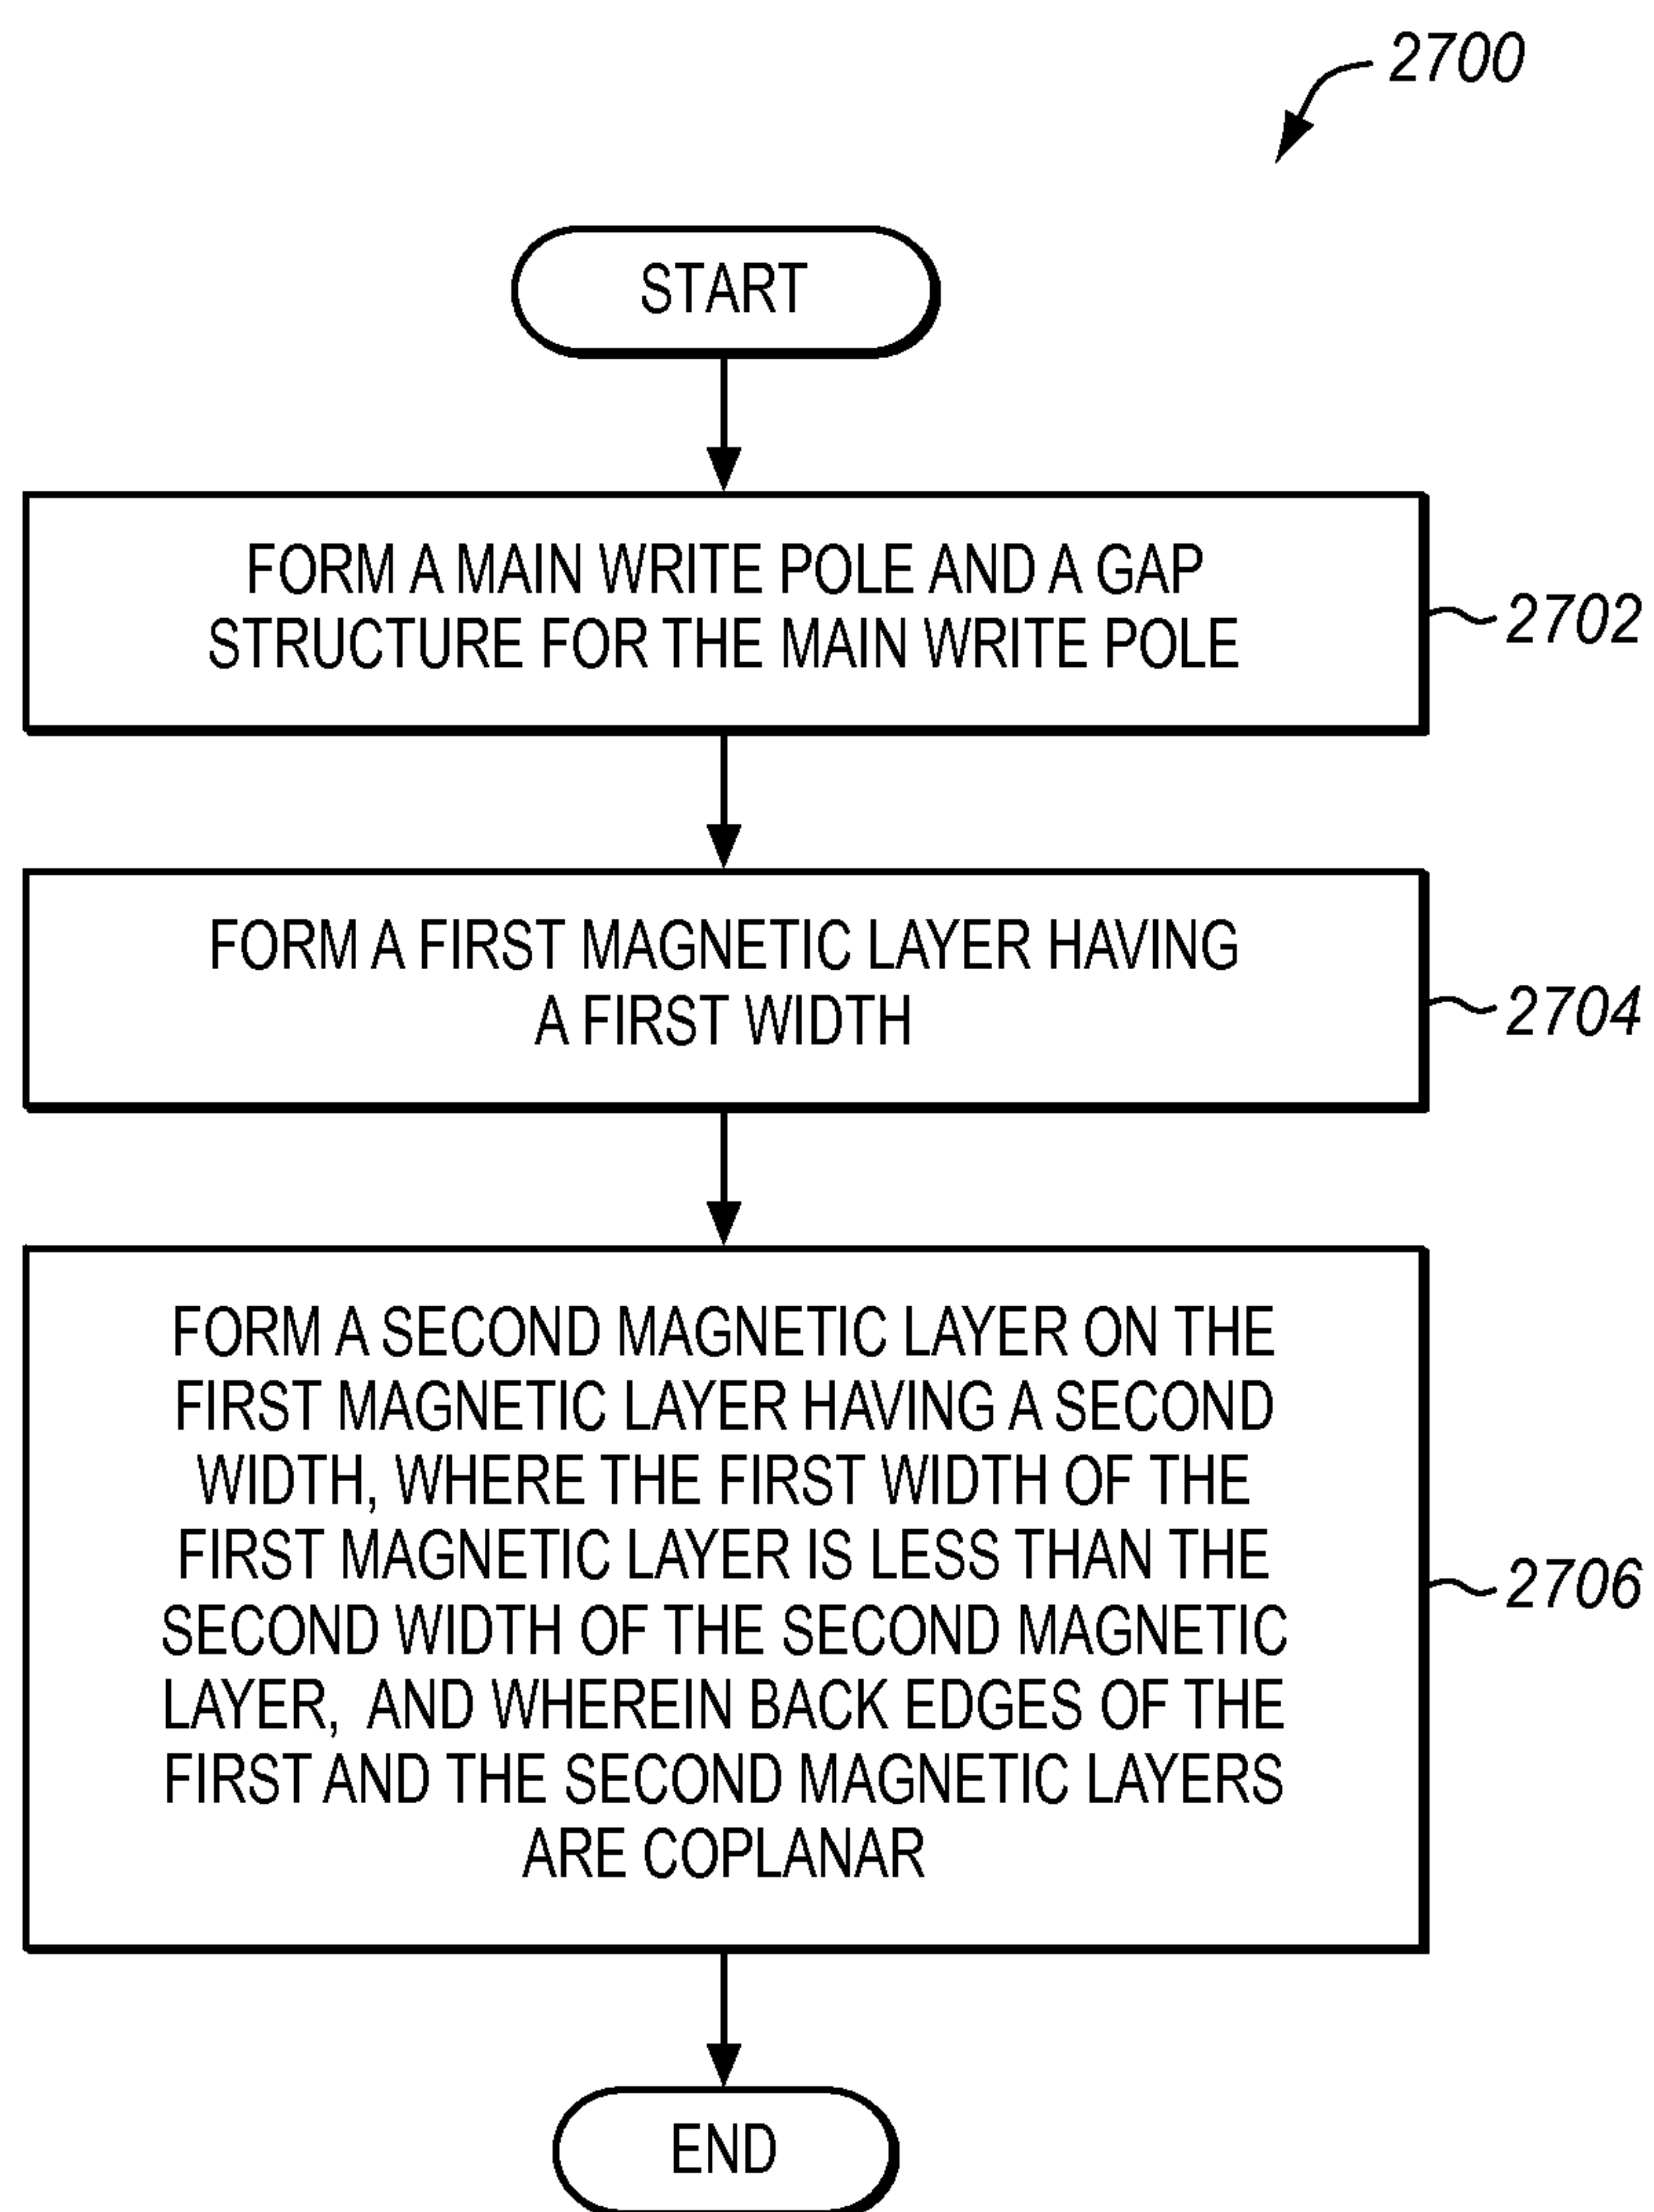 2700
START
FORM A MAIN WRITE POLE AND A GAP
STRUCTURE FOR THE MAIN WRITE POLE
2702
FORM A FIRST MAGNETIC LAYER HAVING
A FIRST WIDTH
2704
FORM A SECOND MAGNETIC LAYER ON THE
FIRST MAGNETIC LAYER HAVING A SECOND
WIDTH, WHERE THE FIRST WIDTH OF THE
FIRST MAGNETIC LAYER IS LESS THAN THE
SECOND WIDTH OF THE SECOND MAGNETIC
LAYER, AND WHEREIN BACK EDGES OF THE
FIRST AND THE SECOND MAGNETIC LAYERS
ARE COPLANAR
2706
END